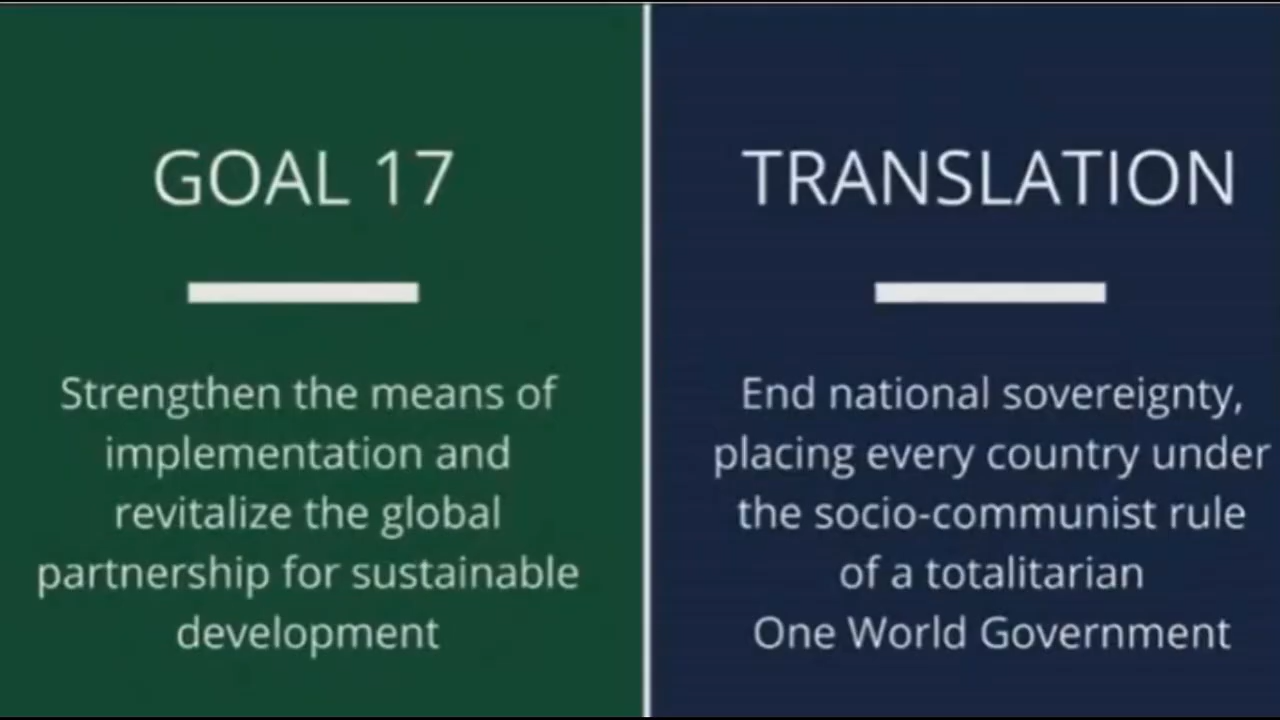 GOAL 17
Strengthen the means of
implementation and
revitalize the global
partnership for sustainable
development
TRANSLATION
End national sovereignty,
placing every country under
the socio-communist rule
of a totalitarian
One World Government